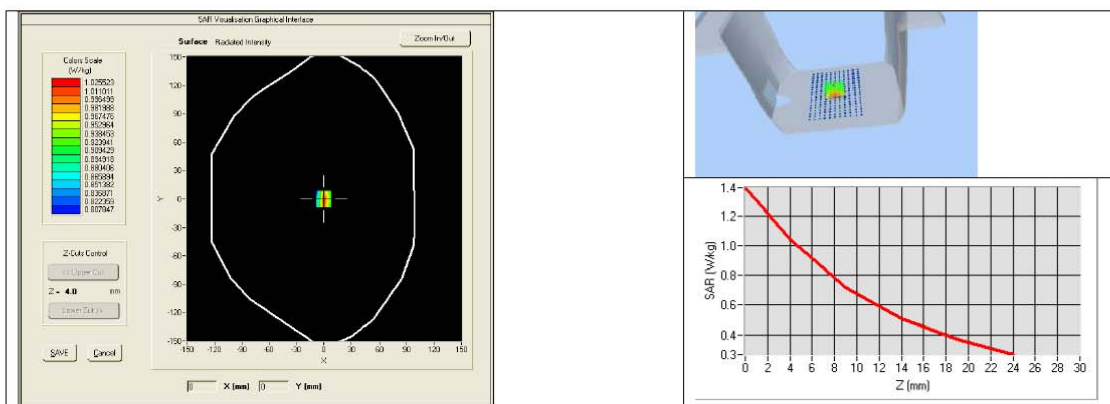 SAR Visualisation Graphical Interface
Surface Radiated Intensity
Zoom In/Out
Colors Scale
(W/kg)
1.025523
1.011011
0.996499
0.981988
0.967476
0.952964
0.938453
0.923941
0.909429
0.894918
0.880406
0.865894
0.851382
0.836871
0.822359
0.807847
150
120
90
60
30
0
-30
-60
-90
-120
-150
Y
-150 -120 -90 -60 -30 0 30 60 90 120 150
X
Z-Cuts Control
Z = 4.0 mm
SAVE Cancel
0 X (mm) 0 Y (mm)
1.4
1.2
1.0
0.8
0.6
0.4
0.3
SAR (W/kg)
0 2 4 6 8 10 12 14 16 18 20 22 24 26 28 30
Z (mm)